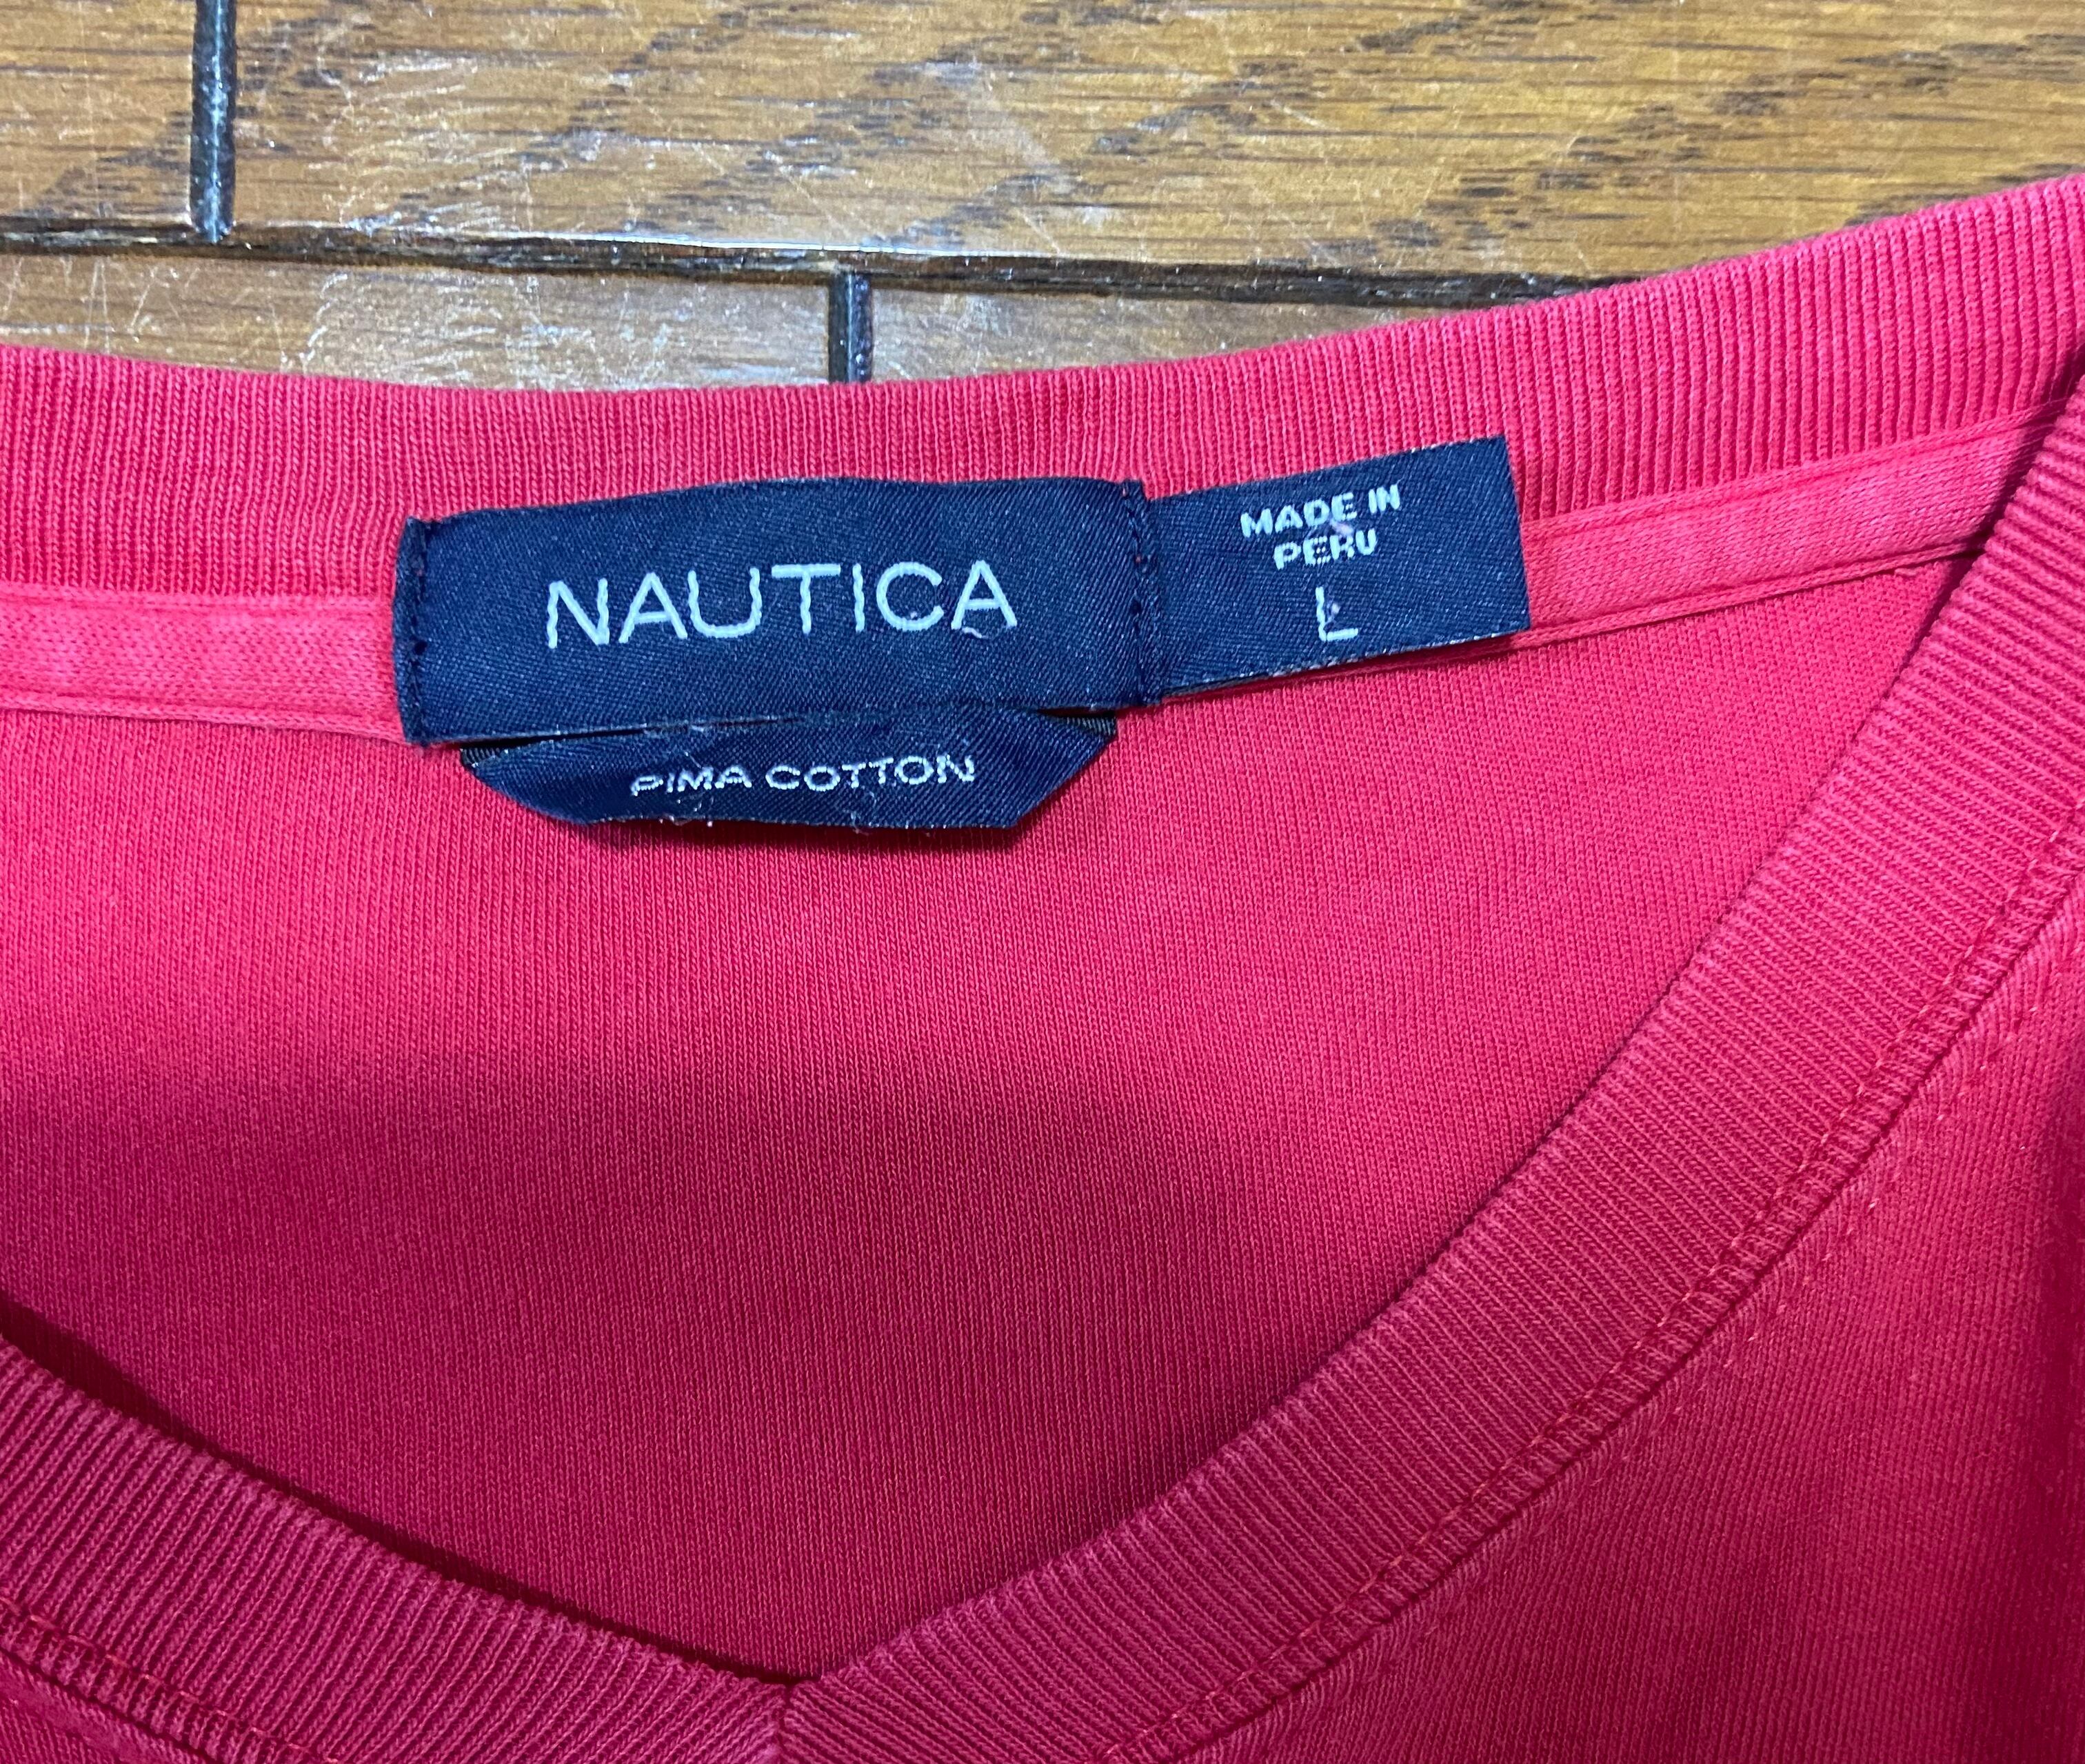 NAUTICA
MADE IN
PERU
L
PIMA COTTON